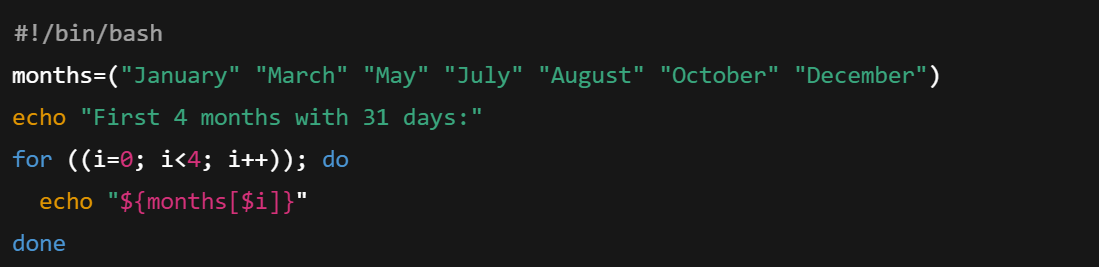 #!/bin/bash
months=("January" "March" "May" "July" "August" "October" "December")
echo "First 4 months with 31 days:"
for ((i=0; i<4; i++)); do
  echo "${months[$i]}"
done